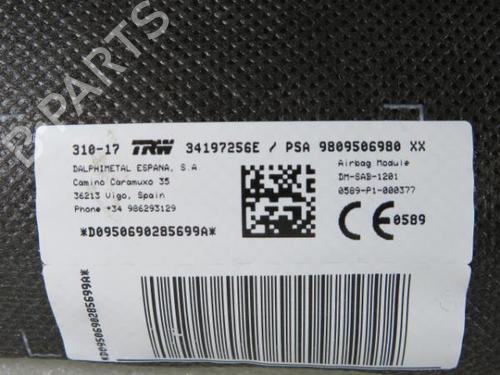 310-17 TRW 34197256E / PSA 9809506980 XX
DALPHIMETAL ESPANA, S.A
Camino Caramuxo 35
36213 Vigo, Spain
Phone +34 986293129
Airbag Module
DM-SAB-1201
0589-P1-000377
CE 0589
*D0950690285699A*
*D0950690285699A*
B-PARTS